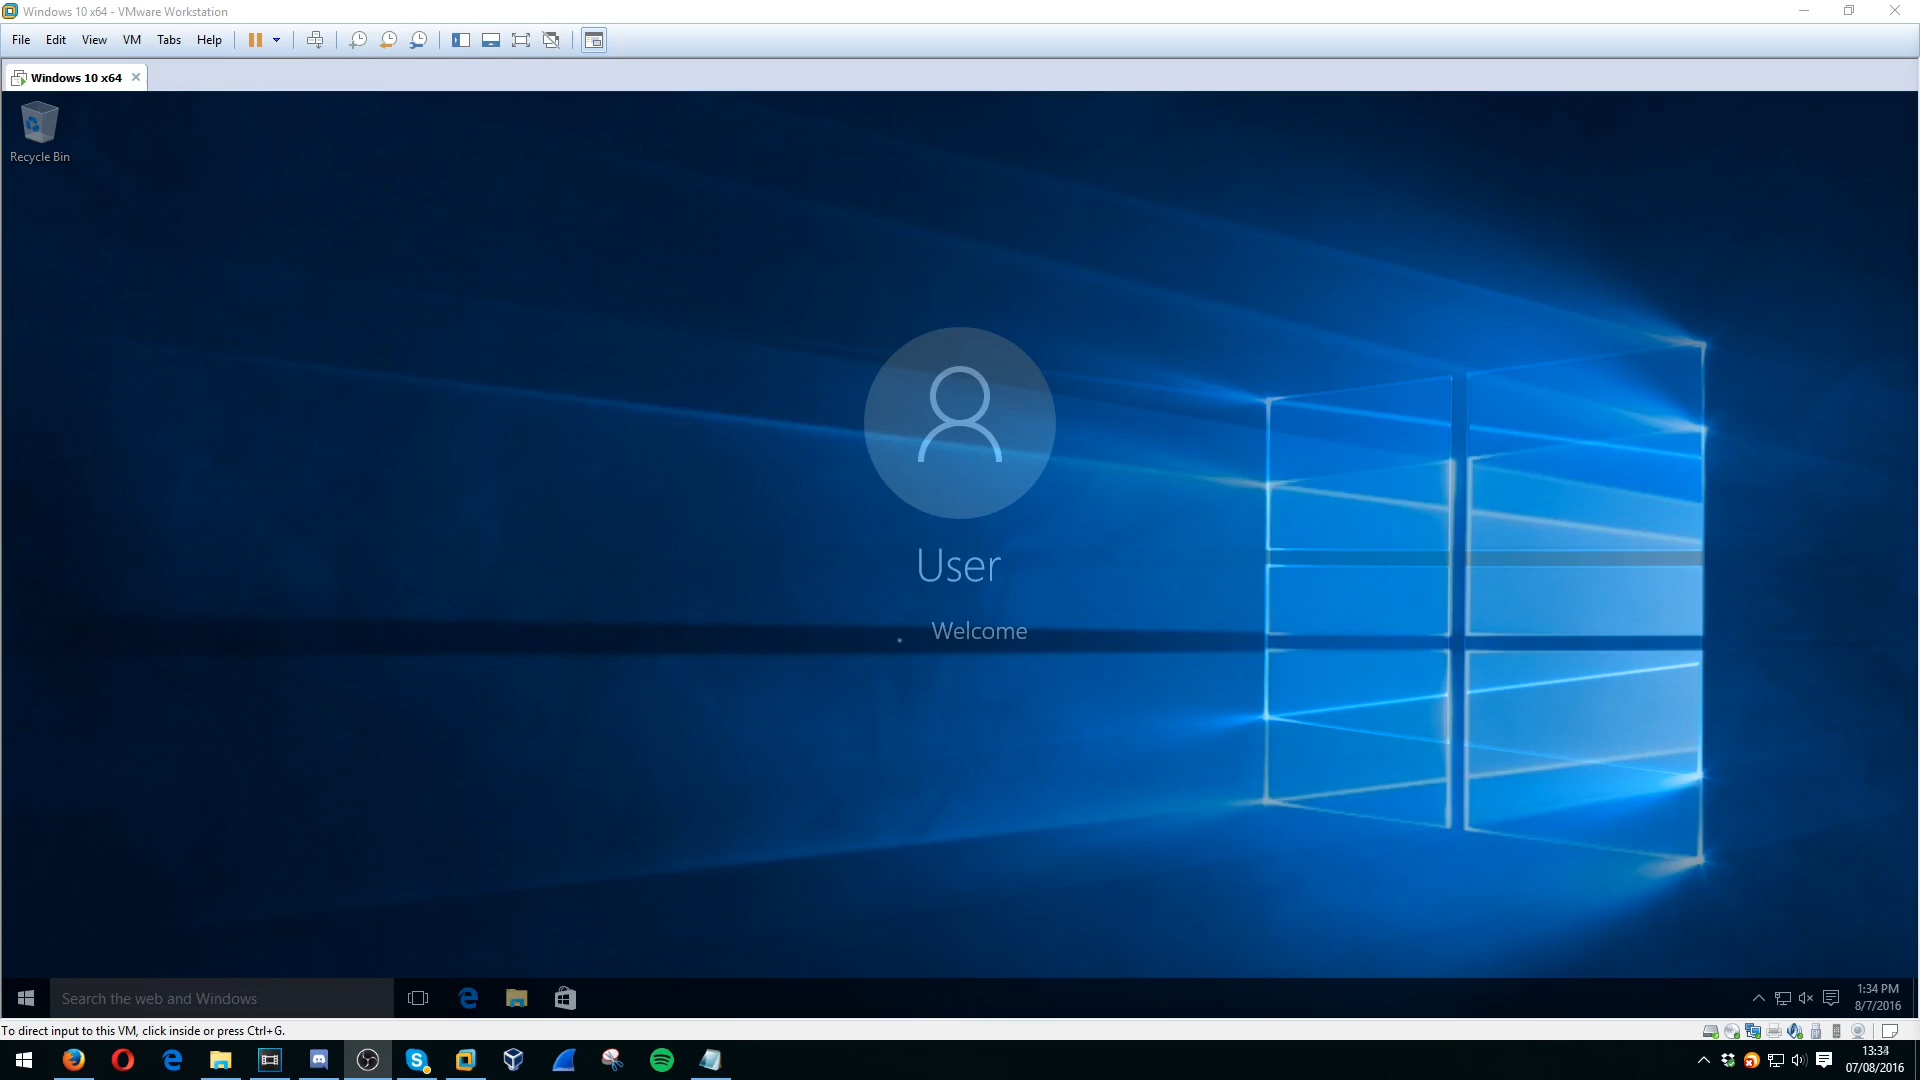 Windows 10 x64 - VMware Workstation
File Edit View VM Tabs Help
Windows 10 x64
Recycle Bin
User
Welcome
Search the web and Windows
1:34 PM
8/7/2016
To direct input to this VM, click inside or press Ctrl+G.
13:34
07/08/2016